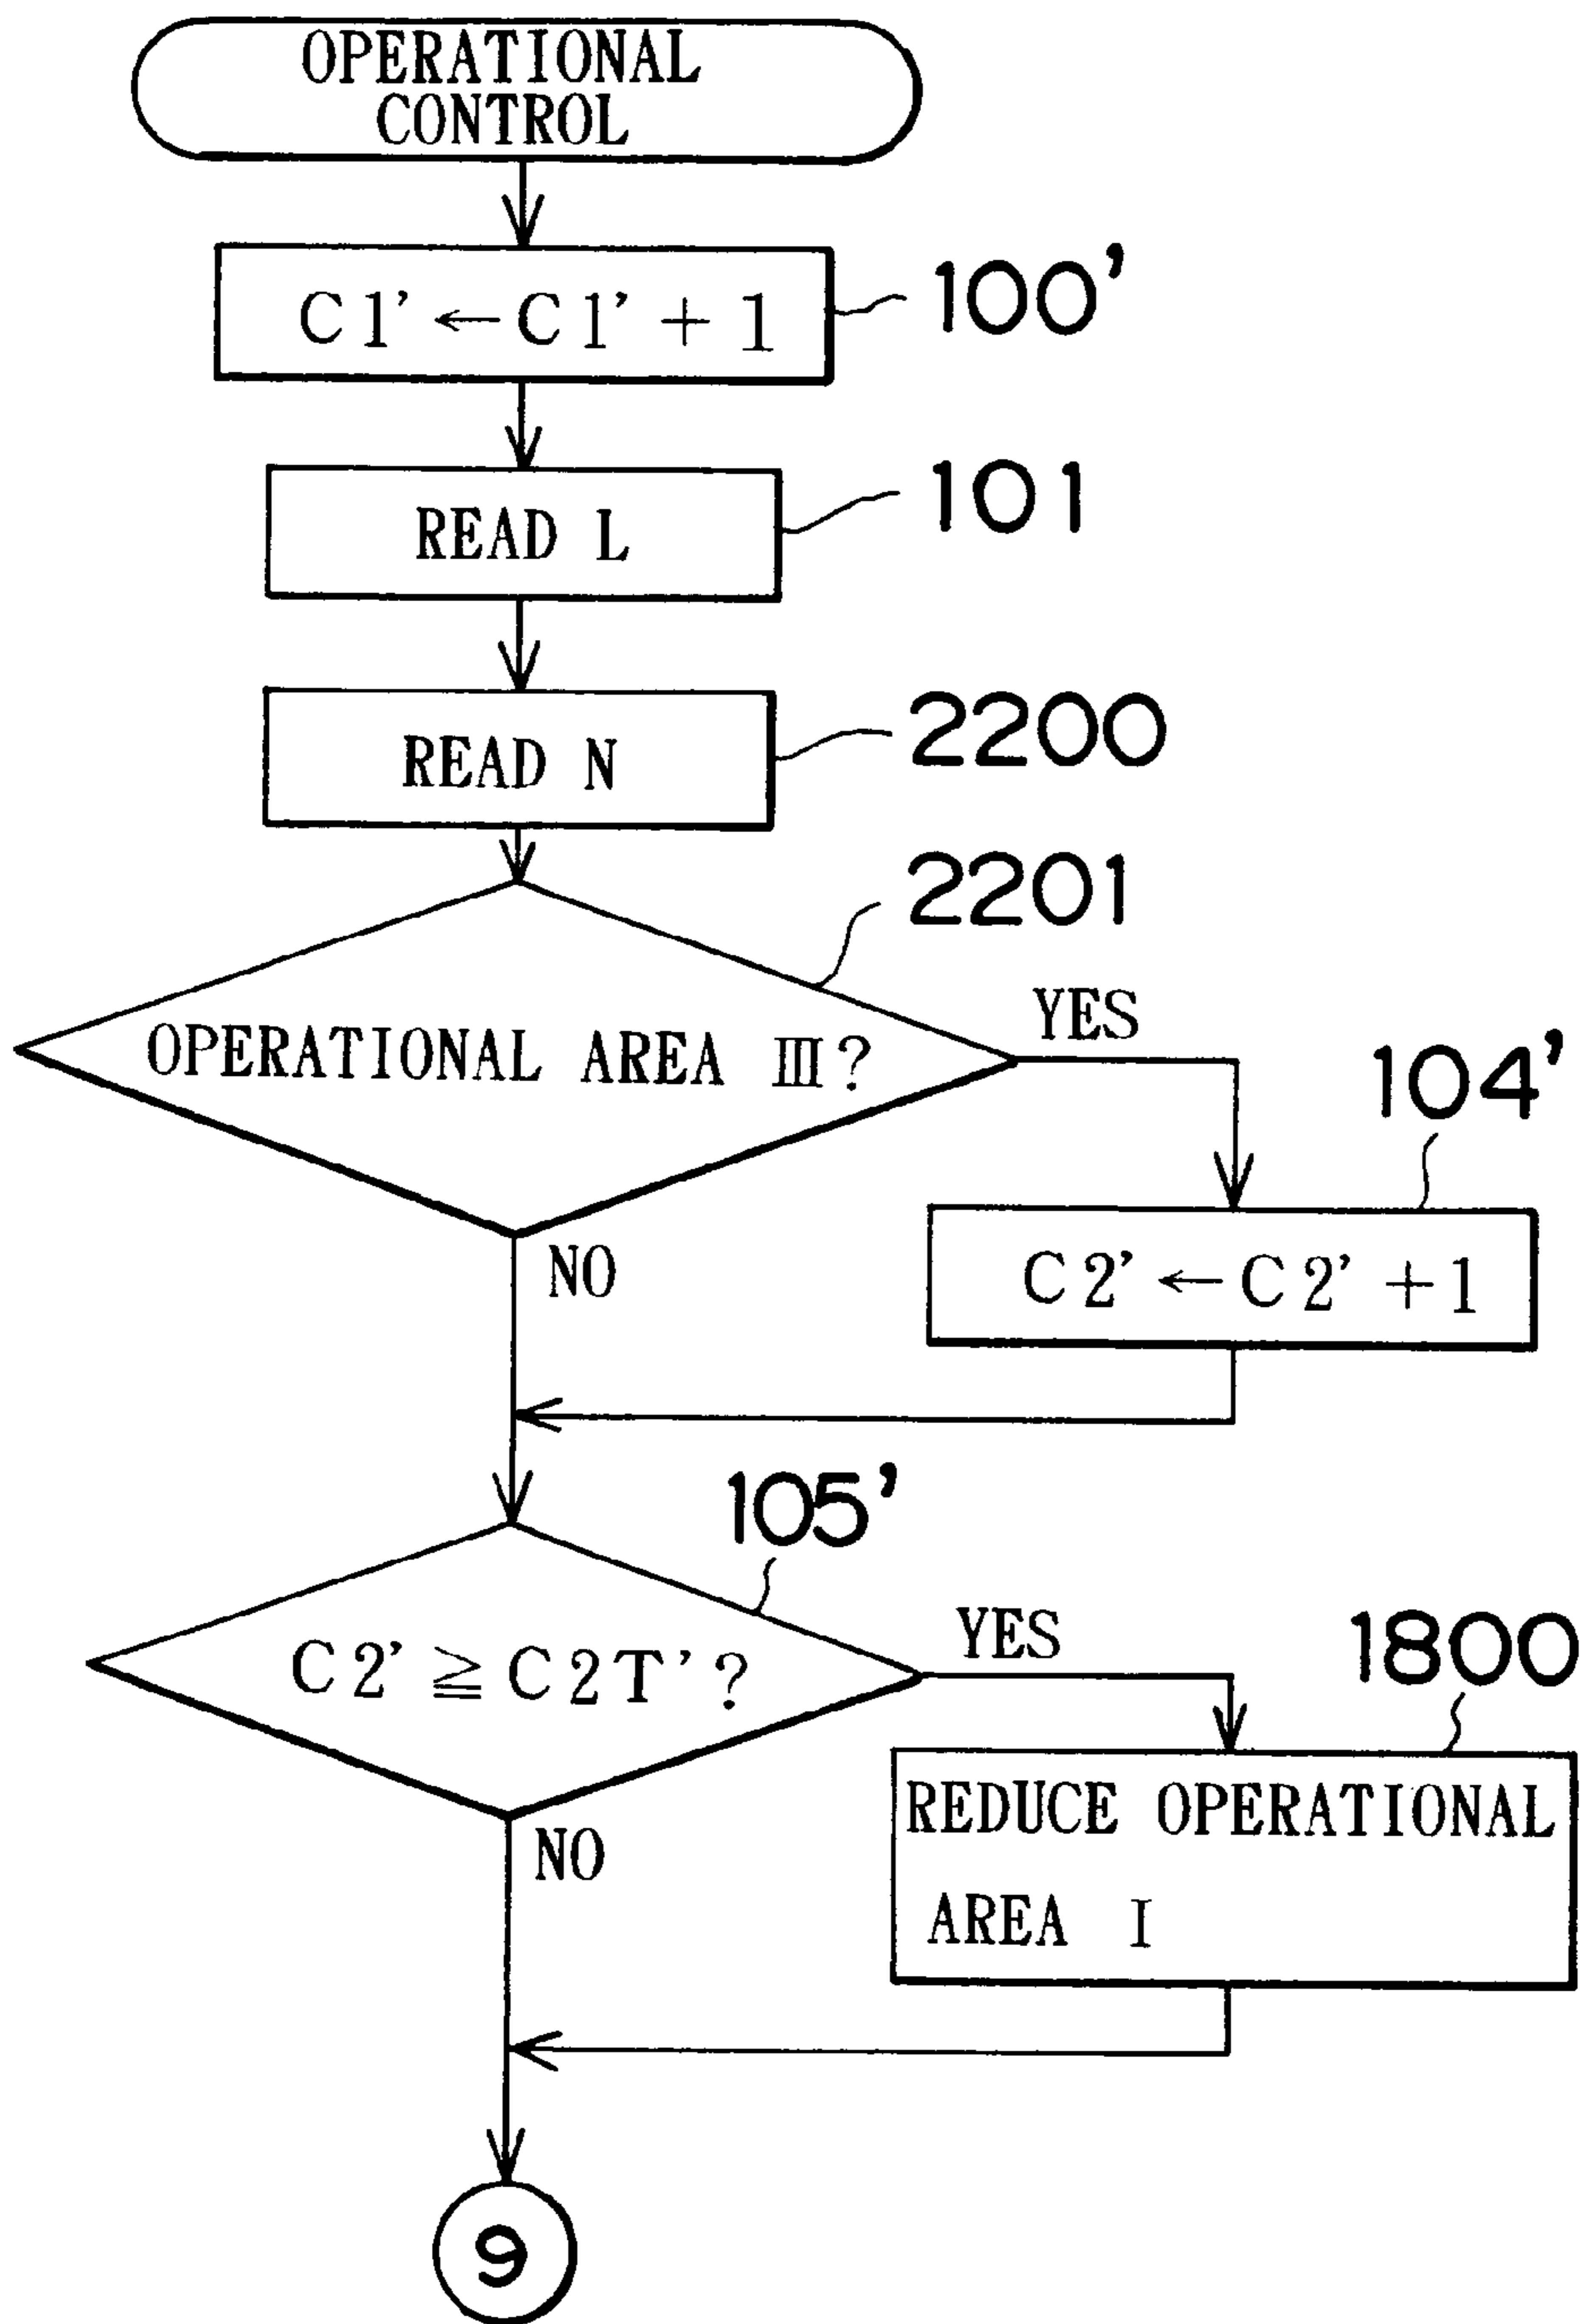 OPERATIONAL
CONTROL
C1' ← C1' + 1
100'
READ L
101
READ N
2200
2201
OPERATIONAL AREA Ⅲ?
YES
104'
C2' ← C2' +1
NO
105'
C2' ≧ C2T'?
YES
1800
REDUCE OPERATIONAL
AREA I
NO
9